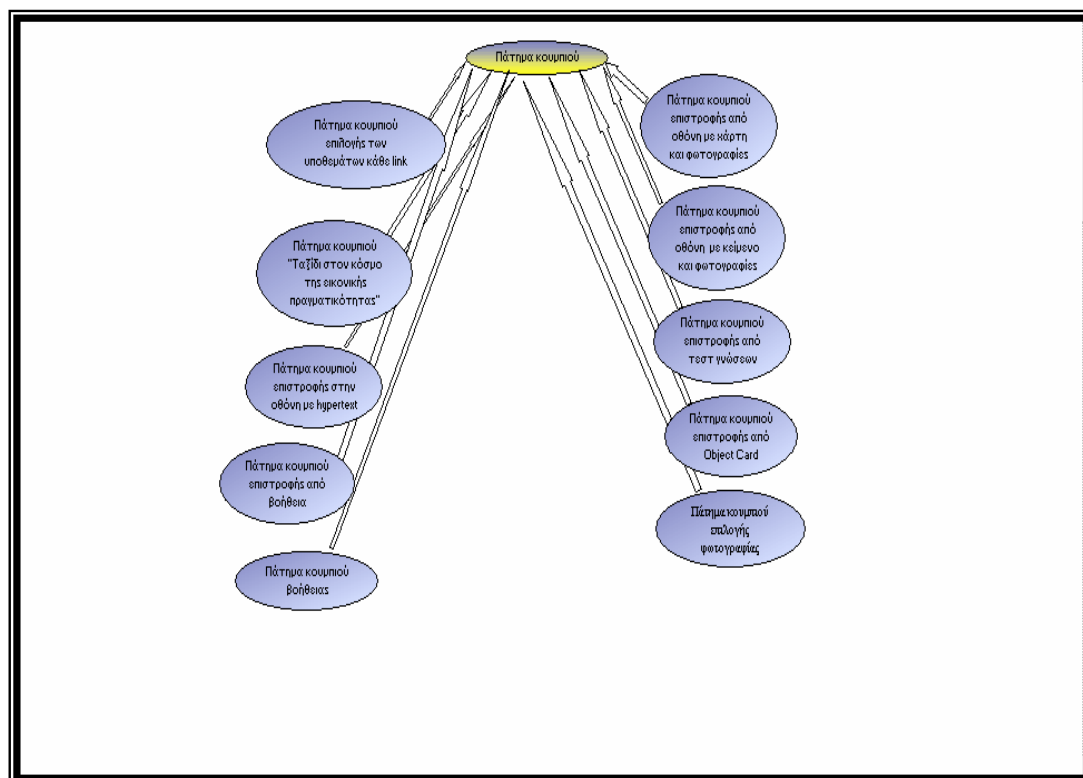 Πάτημα κουμπιού
Πάτημα κουμπιού
επιλογής των
υποθεμάτων κάθε link
Πάτημα κουμπιού
"Ταξίδι στον κόσμο
της εικονικής
πραγματικότητας"
Πάτημα κουμπιού
επιστροφής στην
οθόνη με hypertext
Πάτημα κουμπιού
επιστροφής από
βοήθεια
Πάτημα κουμπιού
βοήθειας
Πάτημα κουμπιού
επιστροφής από
οθόνη με χάρτη
και φωτογραφίες
Πάτημα κουμπιού
επιστροφής από
οθόνη με κείμενο
και φωτογραφίες
Πάτημα κουμπιού
επιστροφής από
τεστ γνώσεων
Πάτημα κουμπιού
επιστροφής από
Object Card
Πάτημα κουμπιού
επιλογής
φωτογραφίας